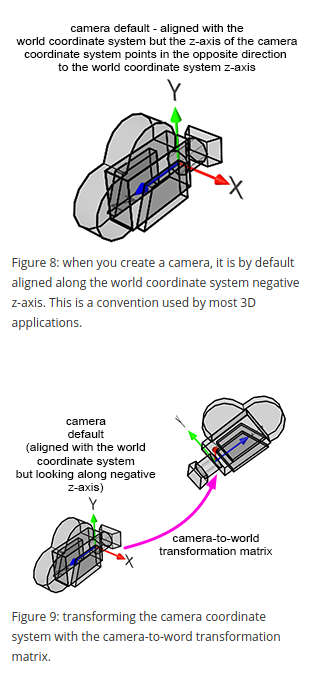 camera default - aligned with the
world coordinate system but the z-axis of the camera
coordinate system points in the opposite direction
to the world coordinate system z-axis
Y
X
Figure 8: when you create a camera, it is by default
aligned along the world coordinate system negative
z-axis. This is a convention used by most 3D
applications.
camera
default
(aligned with the world
coordinate system
but looking along negative
z-axis)
Y
X
Y
camera-to-world
transformation matrix
Figure 9: transforming the camera coordinate
system with the camera-to-word transformation
matrix.